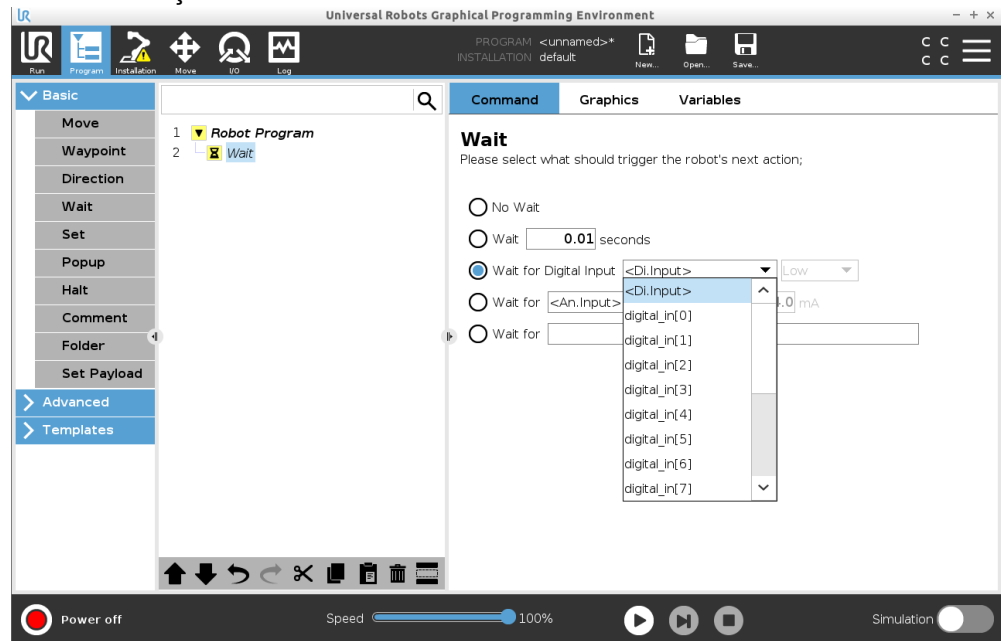 UR
Universal Robots Graphical Programming Environment
Run
Program
Installation
Move
I/O
Log
PROGRAM <unnamed>*
INSTALLATION default
New...
Open...
Save...
C C
C C
Basic
Move
Waypoint
Direction
Wait
Set
Popup
Halt
Comment
Folder
Set Payload
Advanced
Templates
1 Robot Program
2 Wait
Command Graphics Variables
Wait
Please select what should trigger the robot's next action;
No Wait
Wait 0.01 seconds
Wait for Digital Input <Di.Input> Low
<Di.Input>
digital_in[0]
digital_in[1]
digital_in[2]
digital_in[3]
digital_in[4]
digital_in[5]
digital_in[6]
digital_in[7]
Wait for <An.Input> .0 mA
Wait for
Power off
Speed 100%
Simulation